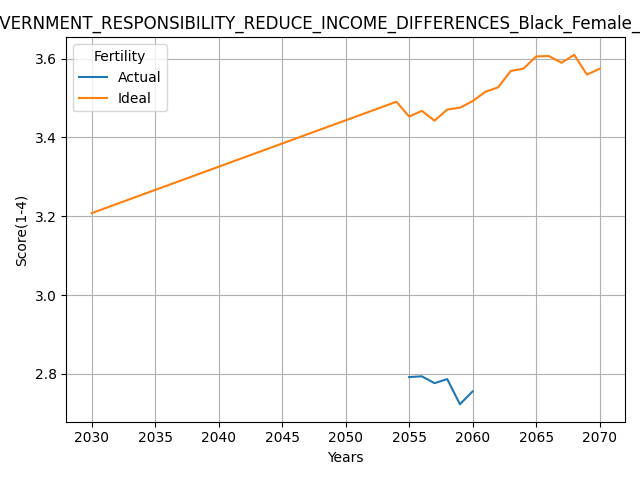 VERNMENT_RESPONSIBILITY_REDUCE_INCOME_DIFFERENCES_Black_Female_
Fertility
Actual
Ideal
Score(1-4)
3.6
3.4
3.2
3.0
2.8
2030 2035 2040 2045 2050 2055 2060 2065 2070
Years